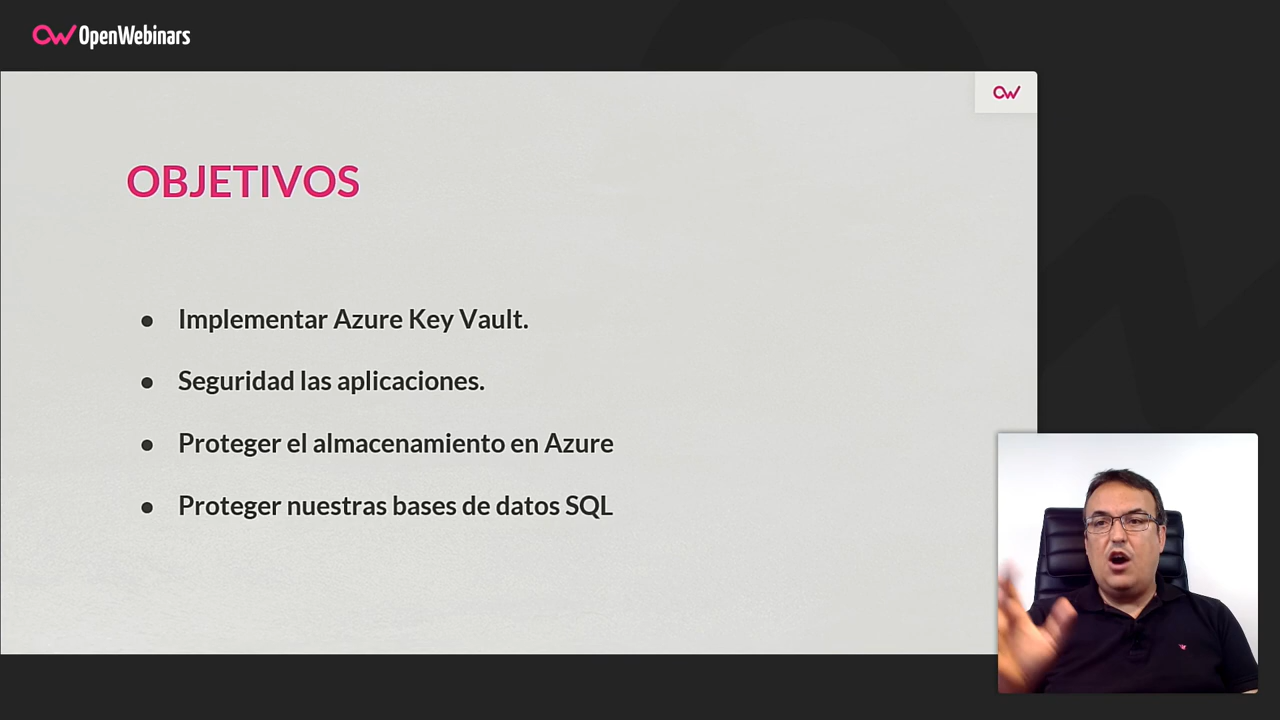 OpenWebinars
OBJETIVOS
● Implementar Azure Key Vault.
● Seguridad las aplicaciones.
● Proteger el almacenamiento en Azure
● Proteger nuestras bases de datos SQL